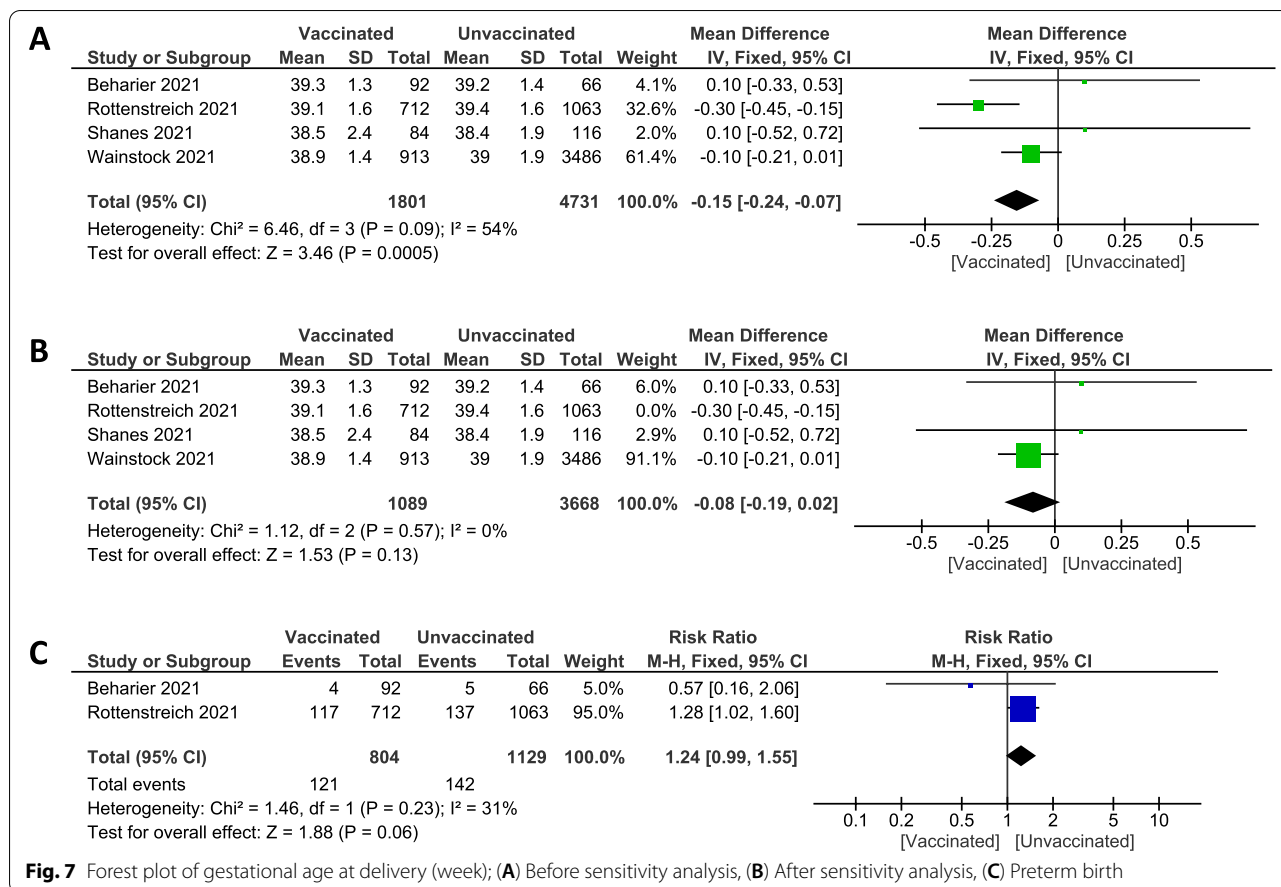 A
Vaccinated Unvaccinated Mean Difference Mean Difference
Study or Subgroup Mean SD Total Mean SD Total Weight IV, Fixed, 95% CI IV, Fixed, 95% CI
Beharier 2021 39.3 1.3 92 39.2 1.4 66 4.1% 0.10 [-0.33, 0.53]
Rottenstreich 2021 39.1 1.6 712 39.4 1.6 1063 32.6% -0.30 [-0.45, -0.15]
Shanes 2021 38.5 2.4 84 38.4 1.9 116 2.0% 0.10 [-0.52, 0.72]
Wainstock 2021 38.9 1.4 913 39 1.9 3486 61.4% -0.10 [-0.21, 0.01]
Total (95% CI) 1801 4731 100.0% -0.15 [-0.24, -0.07]
Heterogeneity: Chi² = 6.46, df = 3 (P = 0.09); I² = 54%
Test for overall effect: Z = 3.46 (P = 0.0005)
-0.5 -0.25 0 0.25 0.5
[Vaccinated] [Unvaccinated]
B
Vaccinated Unvaccinated Mean Difference Mean Difference
Study or Subgroup Mean SD Total Mean SD Total Weight IV, Fixed, 95% CI IV, Fixed, 95% CI
Beharier 2021 39.3 1.3 92 39.2 1.4 66 6.0% 0.10 [-0.33, 0.53]
Rottenstreich 2021 39.1 1.6 712 39.4 1.6 1063 0.0% -0.30 [-0.45, -0.15]
Shanes 2021 38.5 2.4 84 38.4 1.9 116 2.9% 0.10 [-0.52, 0.72]
Wainstock 2021 38.9 1.4 913 39 1.9 3486 91.1% -0.10 [-0.21, 0.01]
Total (95% CI) 1089 3668 100.0% -0.08 [-0.19, 0.02]
Heterogeneity: Chi² = 1.12, df = 2 (P = 0.57); I² = 0%
Test for overall effect: Z = 1.53 (P = 0.13)
-0.5 -0.25 0 0.25 0.5
[Vaccinated] [Unvaccinated]
C
Vaccinated Unvaccinated Risk Ratio Risk Ratio
Study or Subgroup Events Total Events Total Weight M-H, Fixed, 95% CI M-H, Fixed, 95% CI
Beharier 2021 4 92 5 66 5.0% 0.57 [0.16, 2.06]
Rottenstreich 2021 117 712 137 1063 95.0% 1.28 [1.02, 1.60]
Total (95% CI) 804 1129 100.0% 1.24 [0.99, 1.55]
Total events 121 142
Heterogeneity: Chi² = 1.46, df = 1 (P = 0.23); I² = 31%
Test for overall effect: Z = 1.88 (P = 0.06)
0.1 0.2 0.5 1 2 5 10
[Vaccinated] [Unvaccinated]
Fig. 7 Forest plot of gestational age at delivery (week); (A) Before sensitivity analysis, (B) After sensitivity analysis, (C) Preterm birth